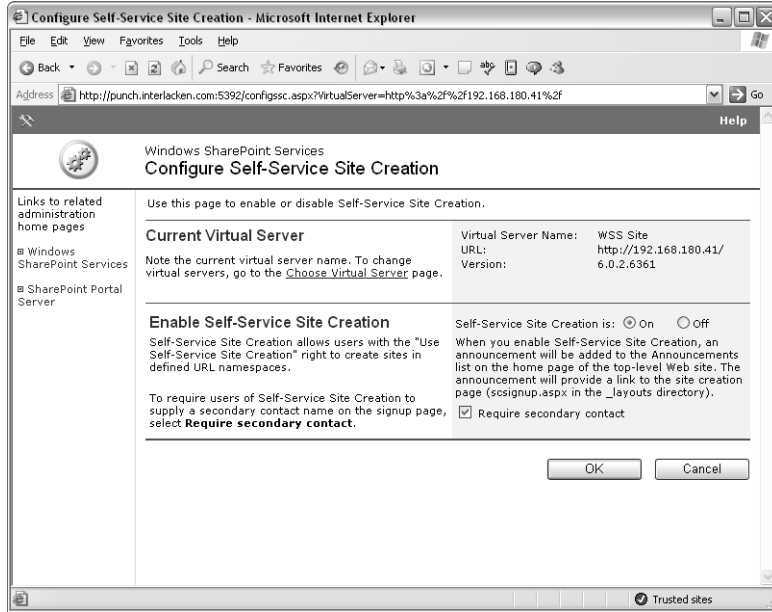 Configure Self-Service Site Creation - Microsoft Internet Explorer
File Edit View Favorites Tools Help
Back Search Favorites
Address http://punch.interlacken.com:5392/configssc.aspx?VirtualServer=http%3a%2f%2f192.168.180.41%2f Go
Help
Windows SharePoint Services
Configure Self-Service Site Creation
Links to related
administration
home pages
Windows
SharePoint Services
SharePoint Portal
Server
Use this page to enable or disable Self-Service Site Creation.
Current Virtual Server
Note the current virtual server name. To change
virtual servers, go to the Choose Virtual Server page.
Virtual Server Name: WSS Site
URL: http://192.168.180.41/
Version: 6.0.2.6361
Enable Self-Service Site Creation
Self-Service Site Creation allows users with the "Use
Self-Service Site Creation" right to create sites in
defined URL namespaces.
To require users of Self-Service Site Creation to
supply a secondary contact name on the signup page,
select Require secondary contact.
Self-Service Site Creation is: On Off
When you enable Self-Service Site Creation, an
announcement will be added to the Announcements
list on the home page of the top-level Web site. The
announcement will provide a link to the site creation
page (scsignup.aspx in the _layouts directory).
Require secondary contact
OK Cancel
Trusted sites